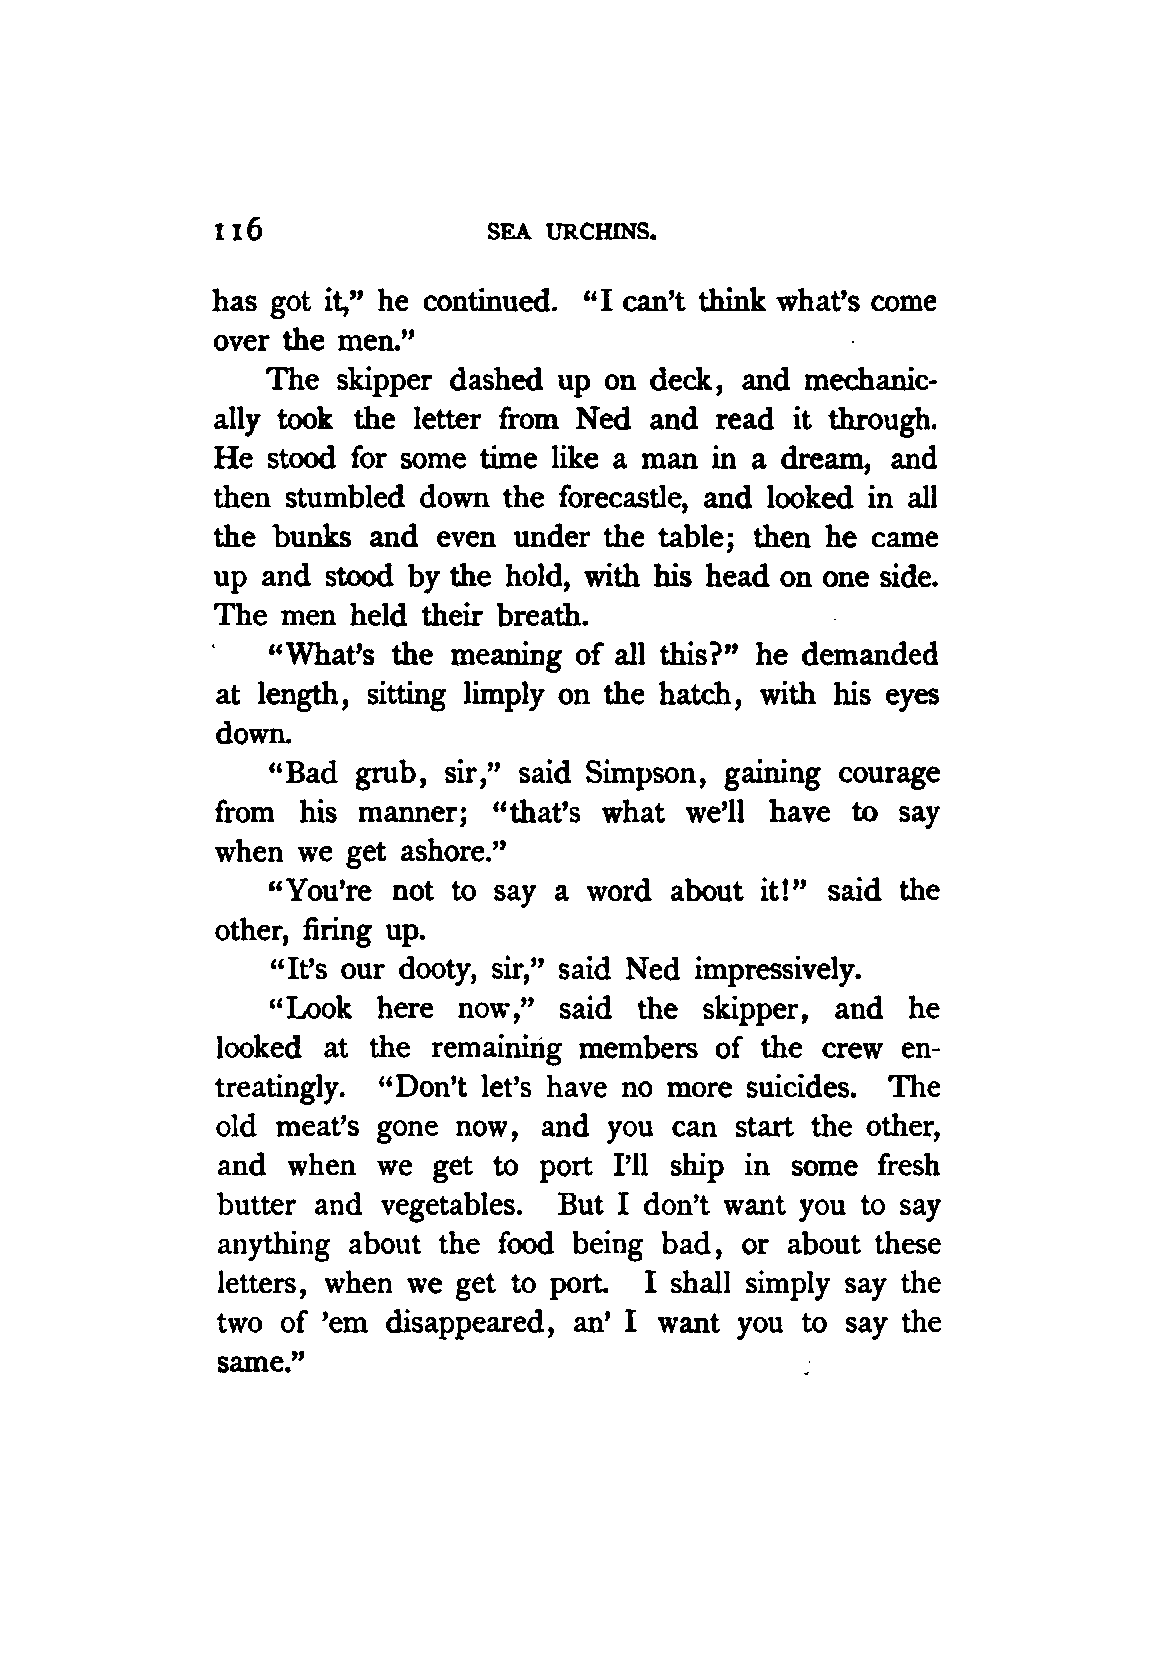 116 SEA URCHINS.
has got it,” he continued. “I can’t think what’s come
over the men.”
The skipper dashed up on deck, and mechanic-
ally took the letter from Ned and read it through.
He stood for some time like a man in a dream, and
then stumbled down the forecastle, and looked in all
the bunks and even under the table; then he came
up and stood by the hold, with his head on one side.
The men held their breath.
“What’s the meaning of all this?” he demanded
at length, sitting limply on the hatch, with his eyes
down.
“Bad grub, sir,” said Simpson, gaining courage
from his manner; “that’s what we’ll have to say
when we get ashore.”
“You’re not to say a word about it!” said the
other, firing up.
“It’s our dooty, sir,” said Ned impressively.
“Look here now,” said the skipper, and he
looked at the remaining members of the crew en-
treatingly. “Don’t let’s have no more suicides. The
old meat’s gone now, and you can start the other,
and when we get to port I’ll ship in some fresh
butter and vegetables. But I don’t want you to say
anything about the food being bad, or about these
letters, when we get to port. I shall simply say the
two of ’em disappeared, an’ I want you to say the
same.”